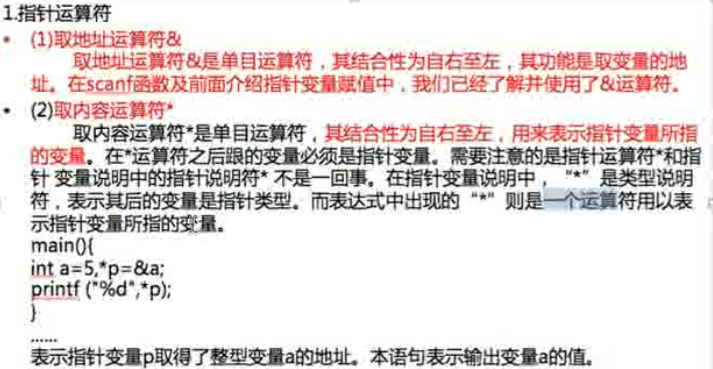 1.指针运算符
• (1)取地址运算符&
取地址运算符&是单目运算符，其结合性为自右至左，其功能是取变量的地
址。在scanf函数及前面介绍指针变量赋值中，我们已经了解并使用了&运算符。
• (2)取内容运算符*
取内容运算符*是单目运算符，其结合性为自右至左，用来表示指针变量所指
的变量。在*运算符之后跟的变量必须是指针变量。需要注意的是指针运算符*和指
针 变量说明中的指针说明符* 不是一回事。在指针变量说明中，“*”是类型说明
符，表示其后的变量是指针类型。而表达式中出现的“*”则是一个运算符用以表
示指针变量所指的变量。
main(){
int a=5,*p=&a;
printf ("%d",*p);
}
......
表示指针变量p取得了整型变量a的地址。本语句表示输出变量a的值。